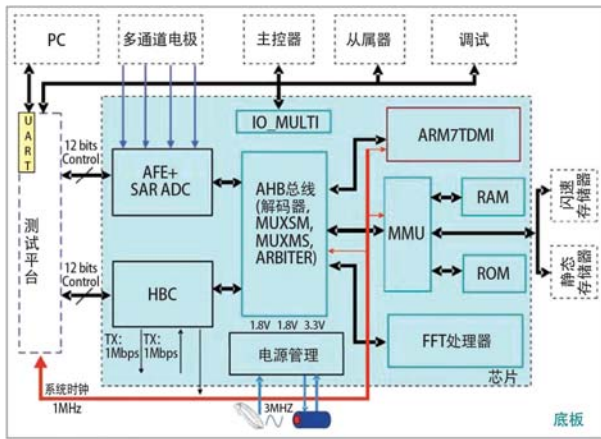 PC
多通道电极
主控器
从属器
调试
UART
12 bits
Control
IO_MULTI
ARM7TDMI
AFE+
SAR ADC
AHB总线
(解码器,
MUXSM,
MUXMS,
ARBITER)
MMU
RAM
ROM
闪速
存储器
静态
存储器
测试平台
12 bits
Control
HBC
FFT处理器
TX:
1Mbps
TX:
1Mbps
1.8V 1.8V 3.3V
电源管理
芯片
系统时钟
1MHz
3MHZ
底板